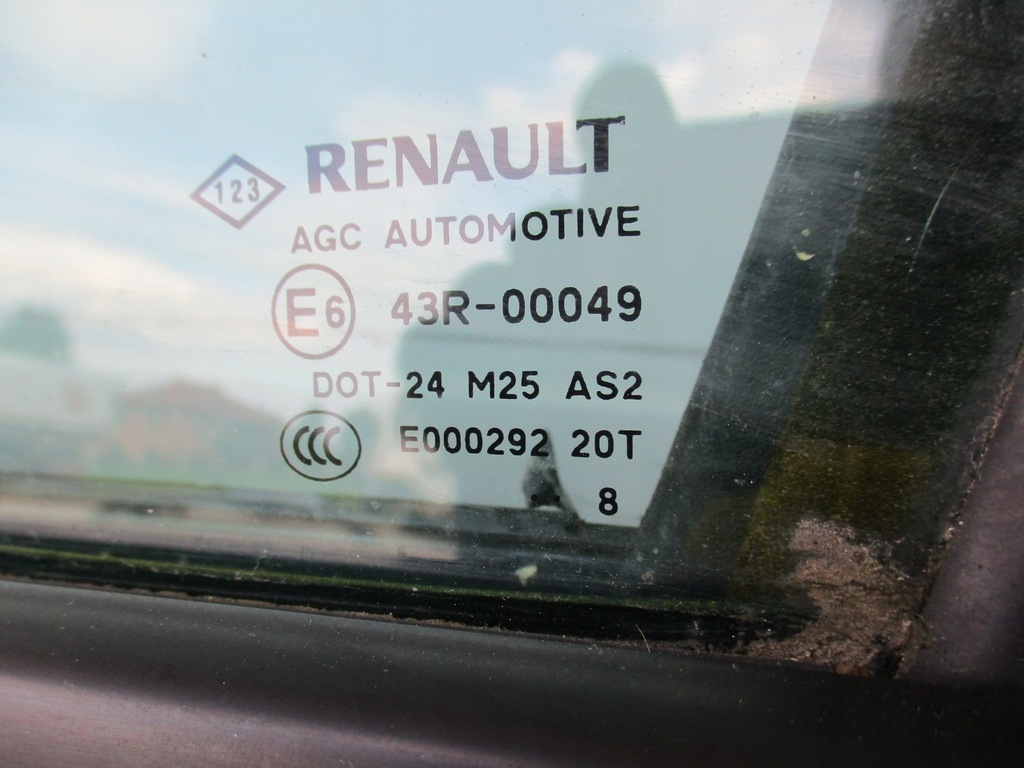 123 RENAULT
AGC AUTOMOTIVE
E6 43R-00049
DOT-24 M25 AS2
CCC E000292 20T
.. 8